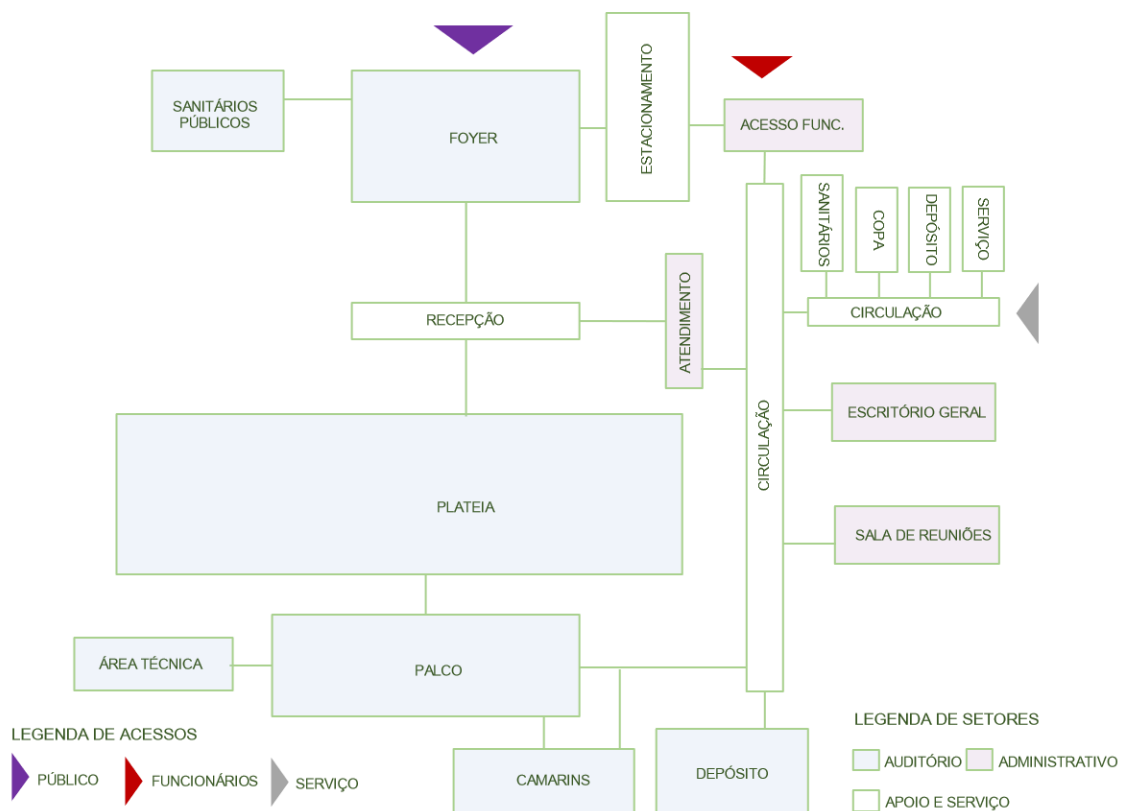 SANITÁRIOS
PÚBLICOS
FOYER
ESTACIONAMENTO
ACESSO FUNC.
SANITÁRIOS
COPA
DEPÓSITO
SERVIÇO
CIRCULAÇÃO
RECEPÇÃO
ATENDIMENTO
CIRCULAÇÃO
ESCRITÓRIO GERAL
PLATEIA
SALA DE REUNIÕES
ÁREA TÉCNICA
PALCO
CAMARINS
DEPÓSITO
LEGENDA DE ACESSOS
PÚBLICO
FUNCIONÁRIOS
SERVIÇO
LEGENDA DE SETORES
AUDITÓRIO
ADMINISTRATIVO
APOIO E SERVIÇO